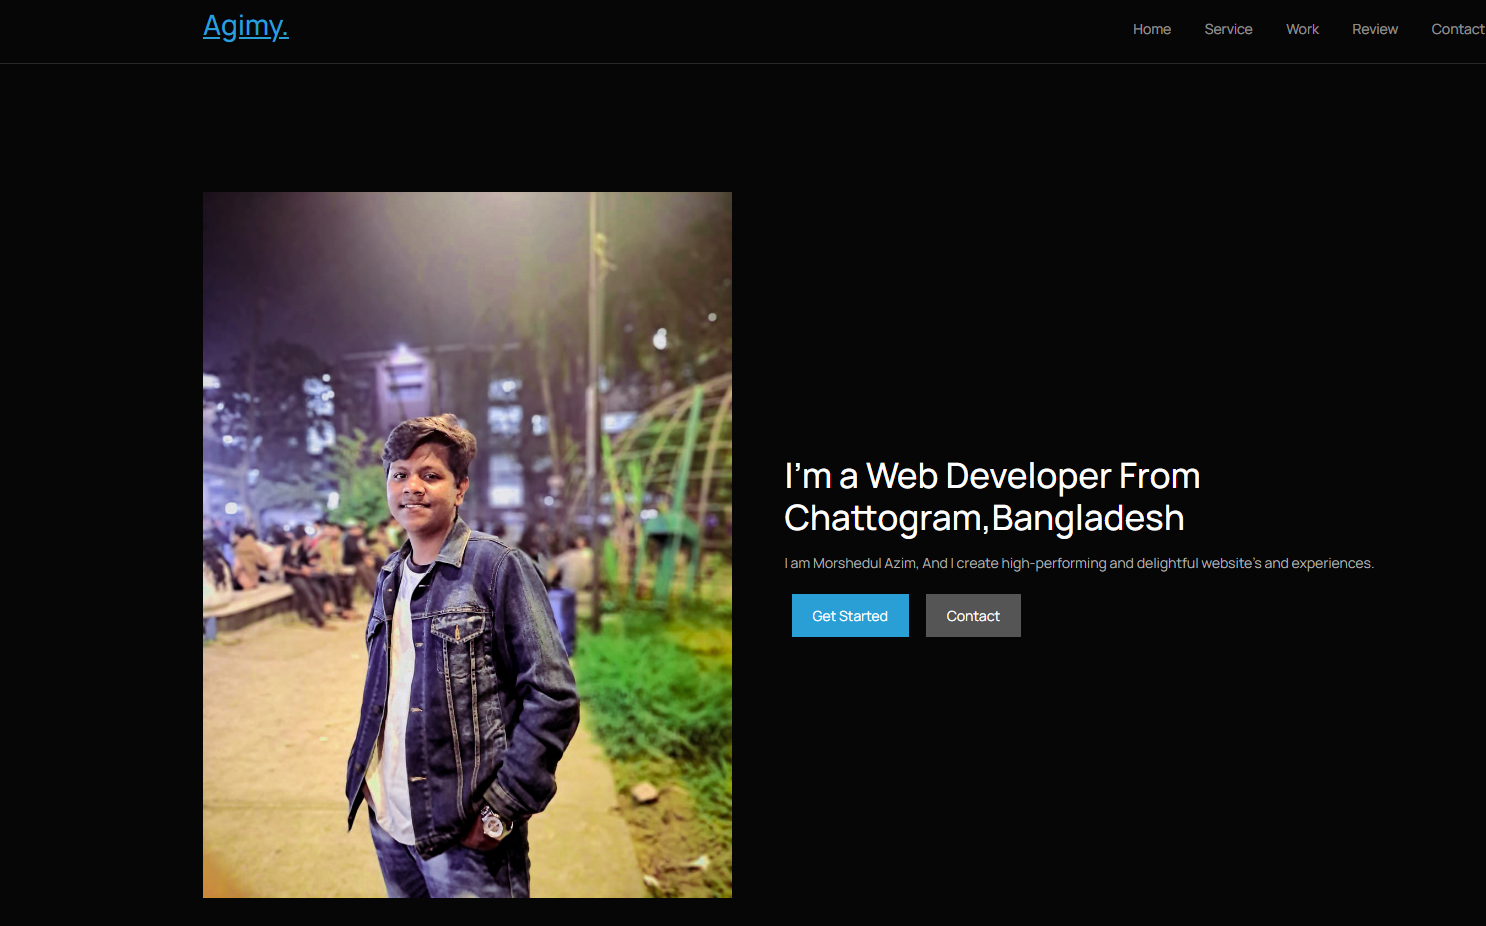 Agimy.
Home Service Work Review Contact
I'm a Web Developer From
Chattogram,Bangladesh
I am Morshedul Azim, And I create high-performing and delightful website's and experiences.
Get Started Contact